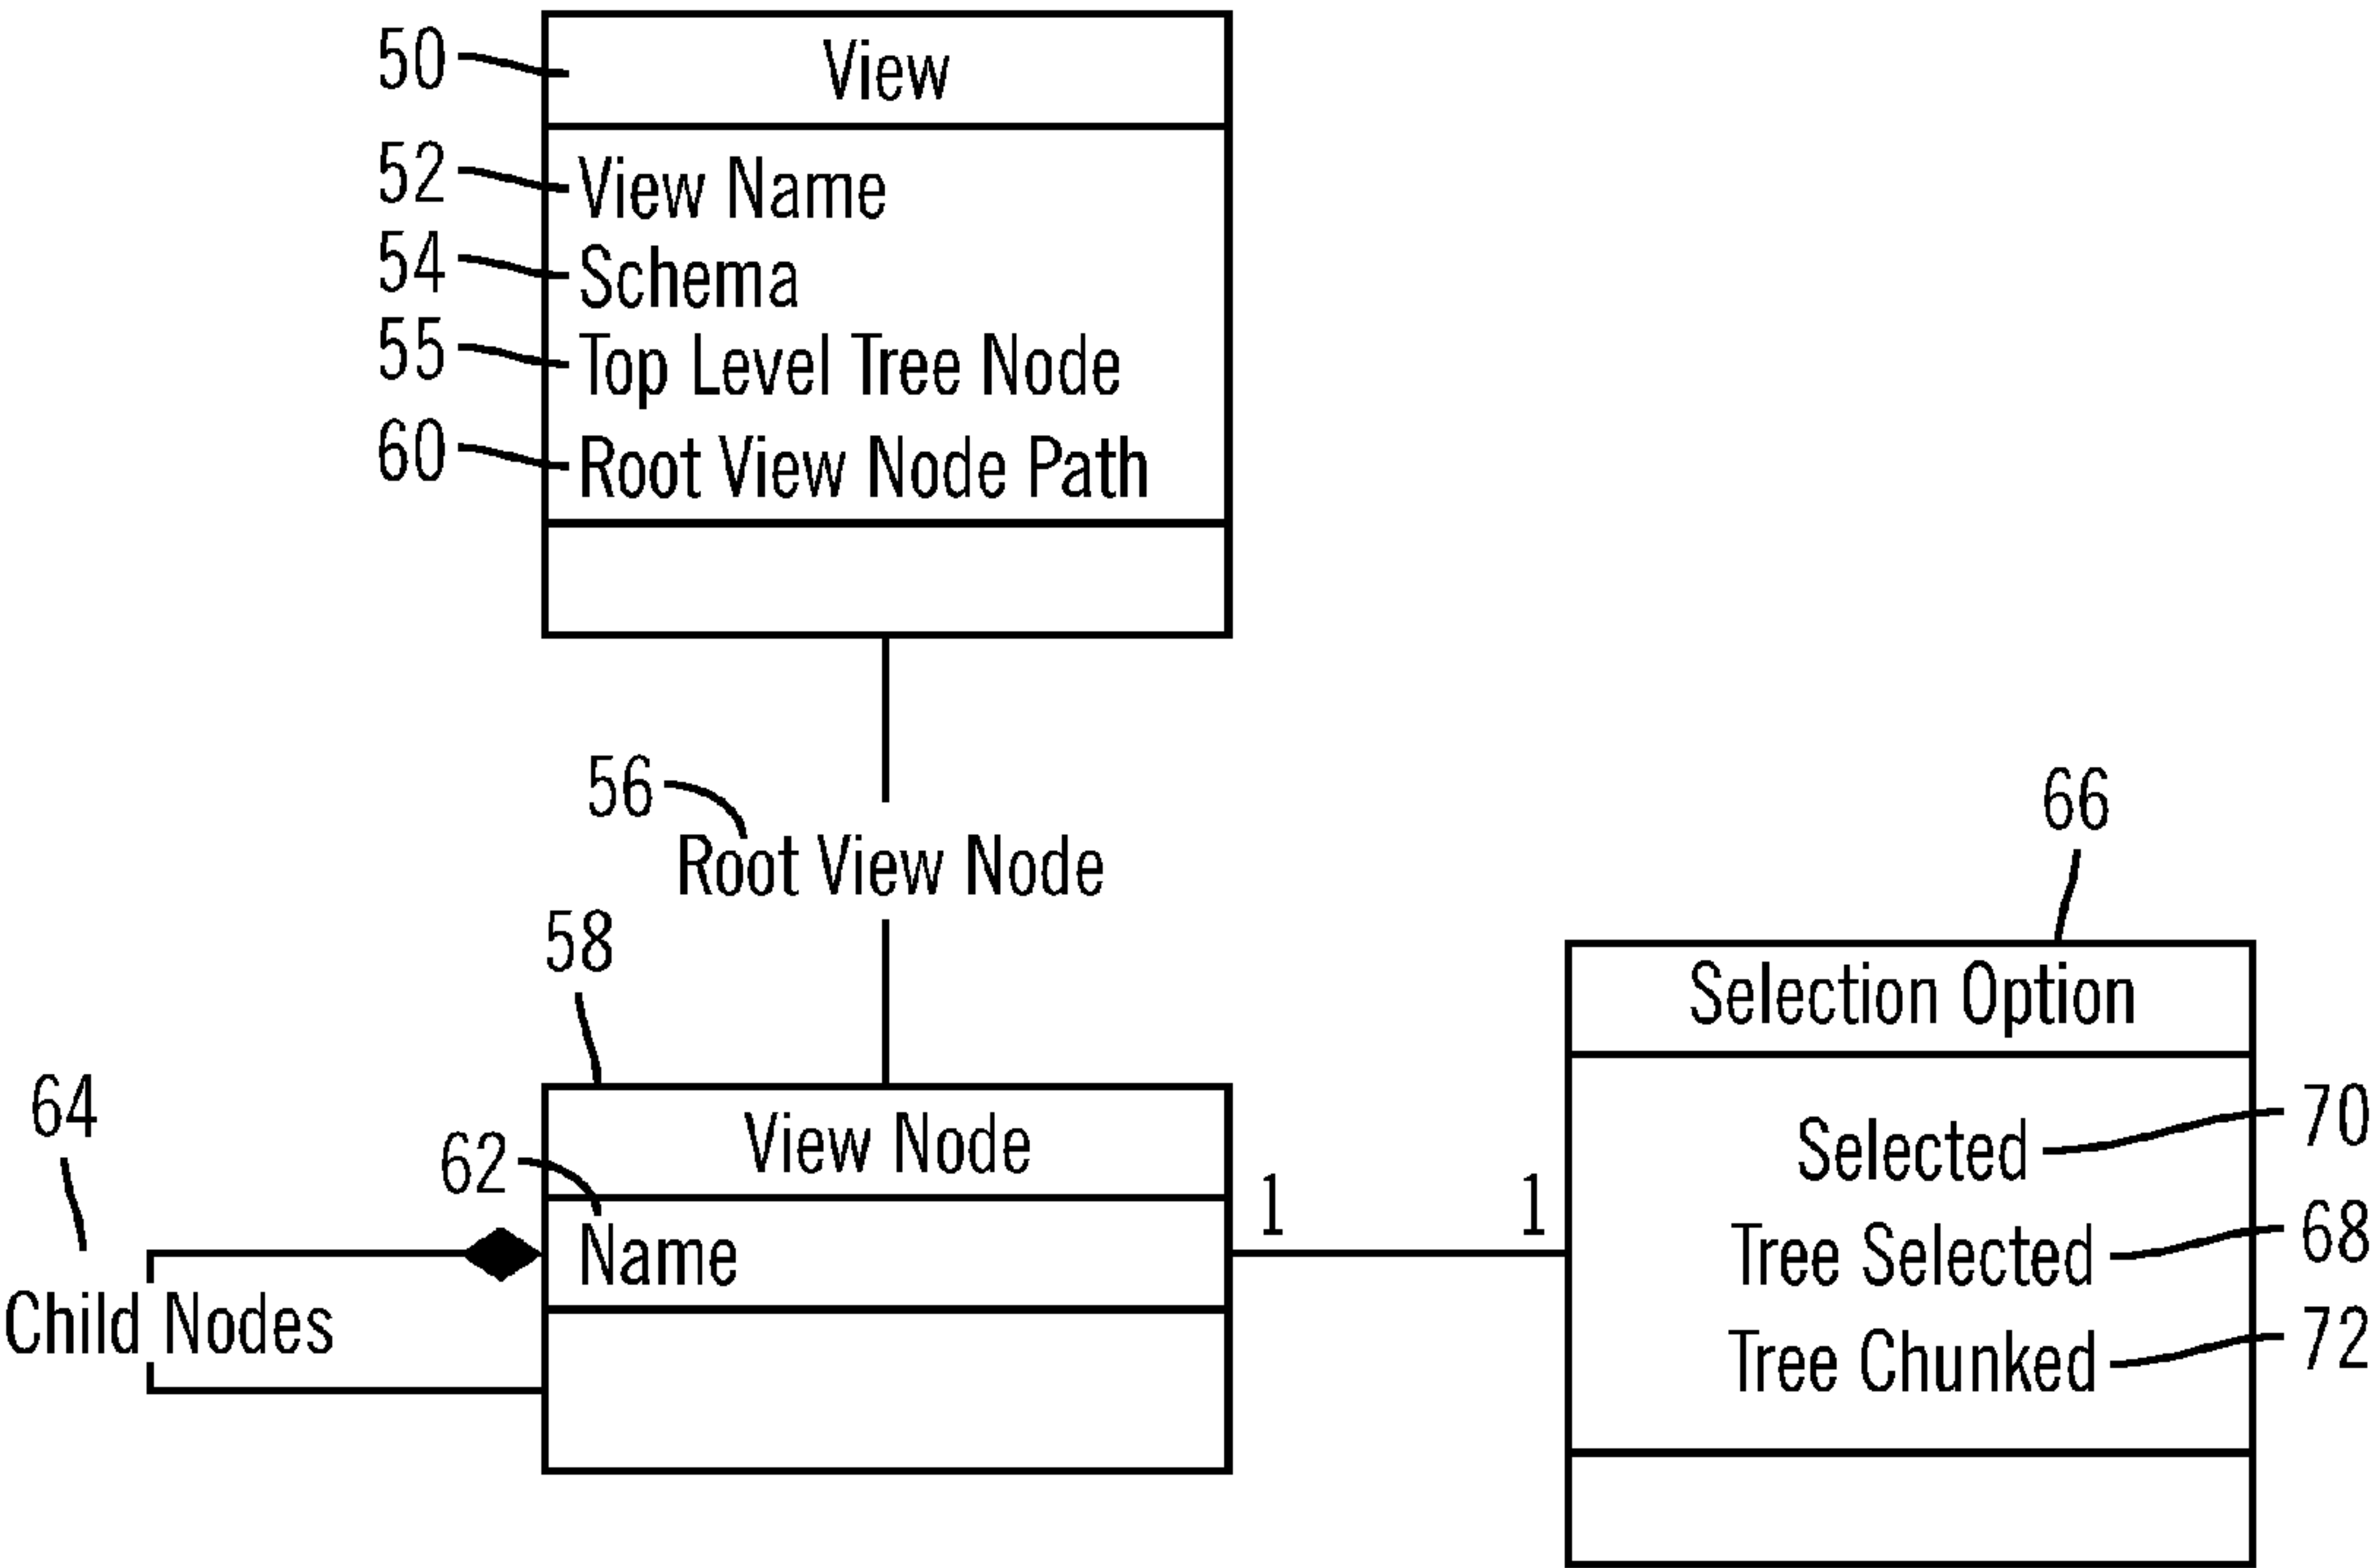 50
View
52
View Name
54
Schema
55
Top Level Tree Node
60
Root View Node Path
56
Root View Node
66
58
Selection Option
64
View Node
70
62
Selected
1
1
68
Name
Tree Selected
Child Nodes
72
Tree Chunked